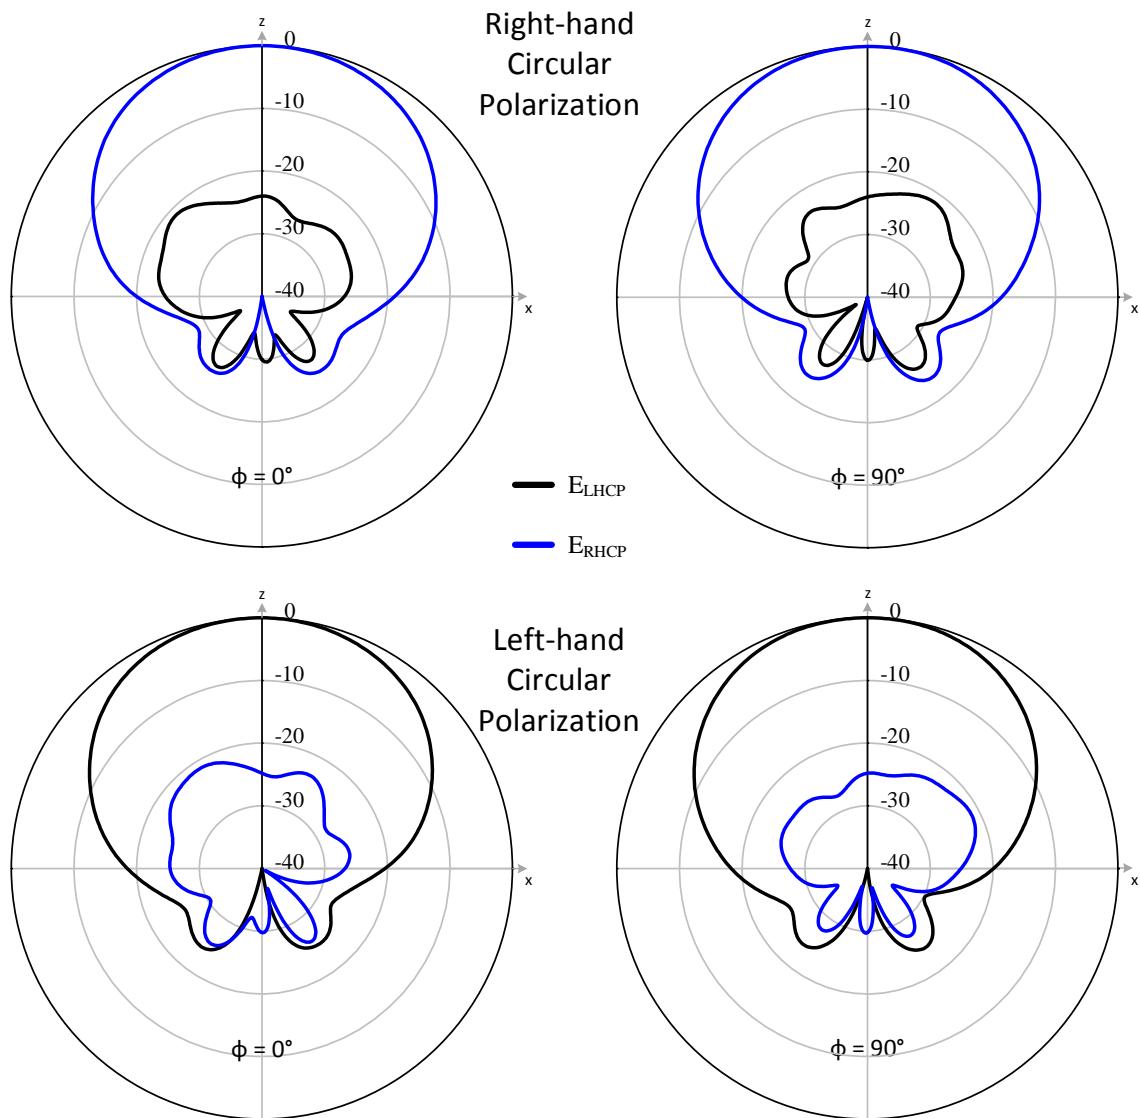 z
0
-10
-20
-30
-40
x
ϕ = 0°
Right-hand
Circular
Polarization
z
0
-10
-20
-30
-40
x
ϕ = 90°
E_LHCP
E_RHCP
z
0
-10
-20
-30
-40
x
ϕ = 0°
Left-hand
Circular
Polarization
z
0
-10
-20
-30
-40
x
ϕ = 90°